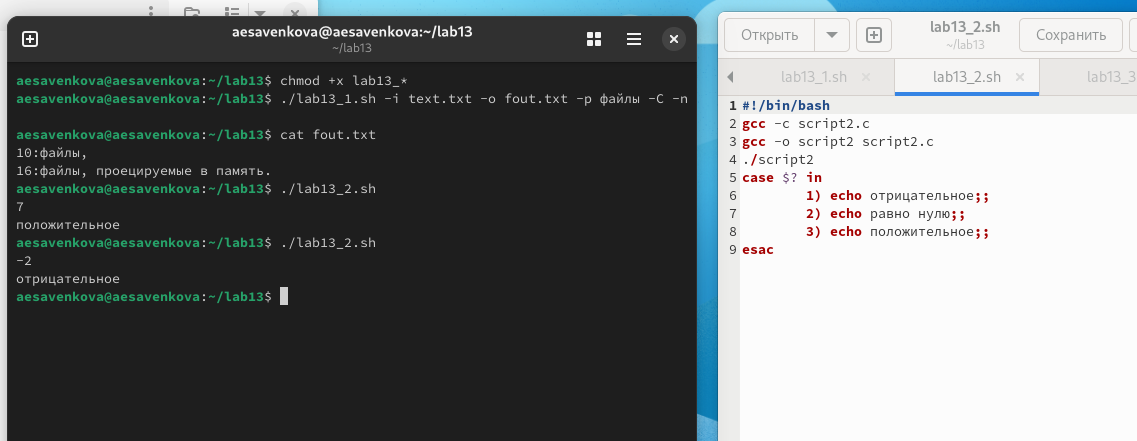 aesavenkova@aesavenkova:~/lab13
~/lab13
aesavenkova@aesavenkova:~/lab13$ chmod +x lab13_*
aesavenkova@aesavenkova:~/lab13$ ./lab13_1.sh -i text.txt -o fout.txt -p файлы -C -n
aesavenkova@aesavenkova:~/lab13$ cat fout.txt
10:файлы,
16:файлы, проецируемые в память.
aesavenkova@aesavenkova:~/lab13$ ./lab13_2.sh
7
положительное
aesavenkova@aesavenkova:~/lab13$ ./lab13_2.sh
-2
отрицательное
aesavenkova@aesavenkova:~/lab13$
Открыть
lab13_2.sh
~/lab13
Сохранить
lab13_1.sh
lab13_2.sh
lab13_3
1 #!/bin/bash
2 gcc -c script2.c
3 gcc -o script2 script2.c
4 ./script2
5 case $? in
6 1) echo отрицательное;;
7 2) echo равно нулю;;
8 3) echo положительное;;
9 esac